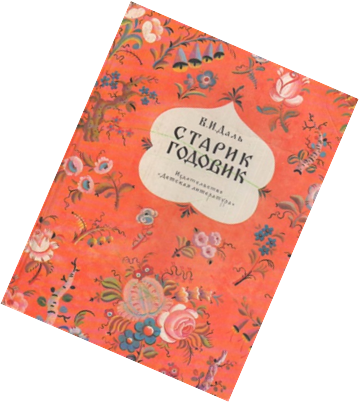 В.И.Даль
СТАРИК
ГОДОВИК
Издательство
«Детская литература»